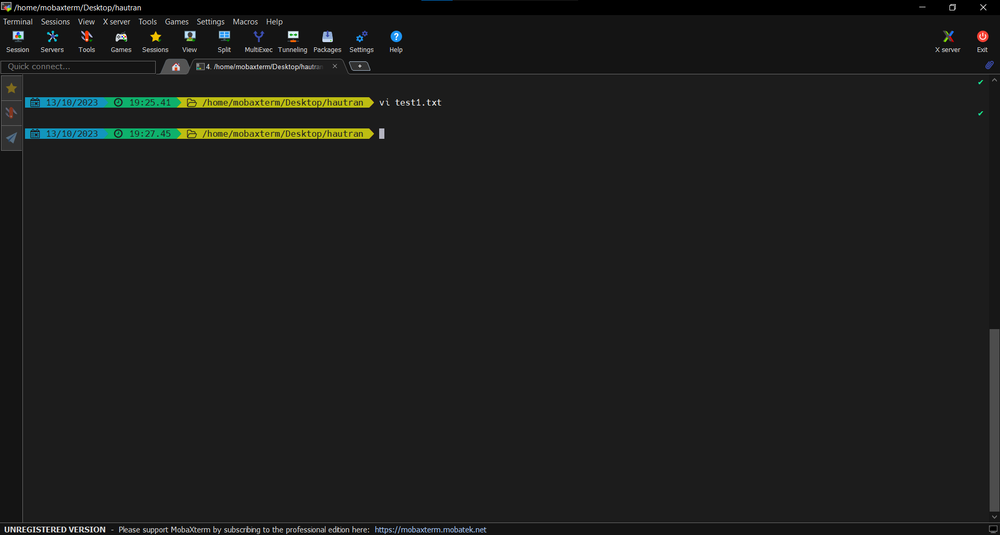 /home/mobaxterm/Desktop/hautran
Terminal Sessions View X server Tools Games Settings Macros Help
Session Servers Tools Games Sessions View Split MultiExec Tunneling Packages Settings Help X server Exit
Quick connect... 4. /home/mobaxterm/Desktop/hautran
13/10/2023 19:25.41 /home/mobaxterm/Desktop/hautran vi test1.txt
13/10/2023 19:27.45 /home/mobaxterm/Desktop/hautran
UNREGISTERED VERSION - Please support MobaXterm by subscribing to the professional edition here: https://mobaxterm.mobatek.net